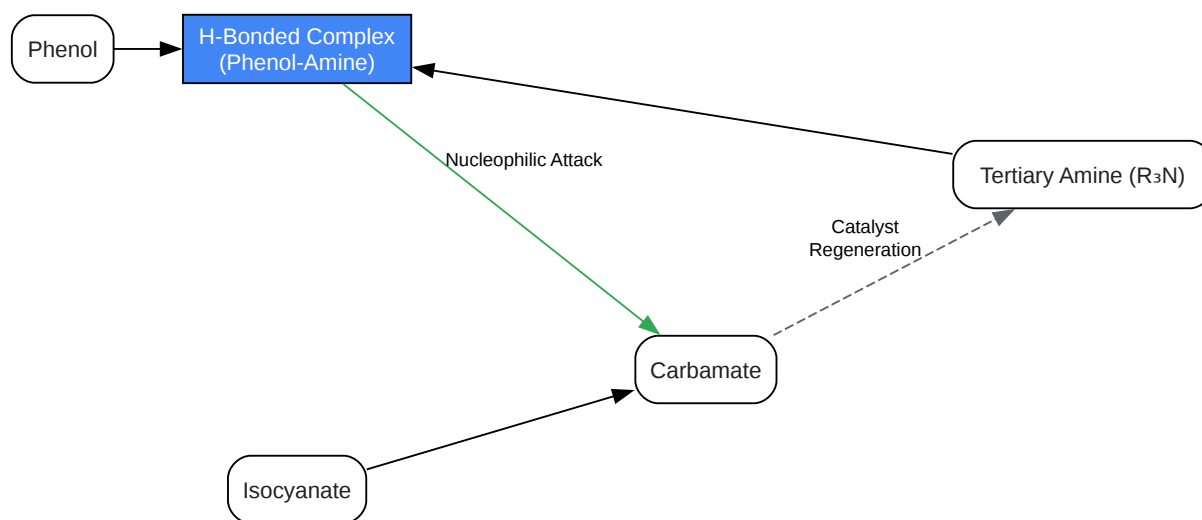 Phenol
H-Bonded Complex
(Phenol-Amine)
Nucleophilic Attack
Tertiary Amine (R₃N)
Catalyst
Regeneration
Carbamate
Isocyanate